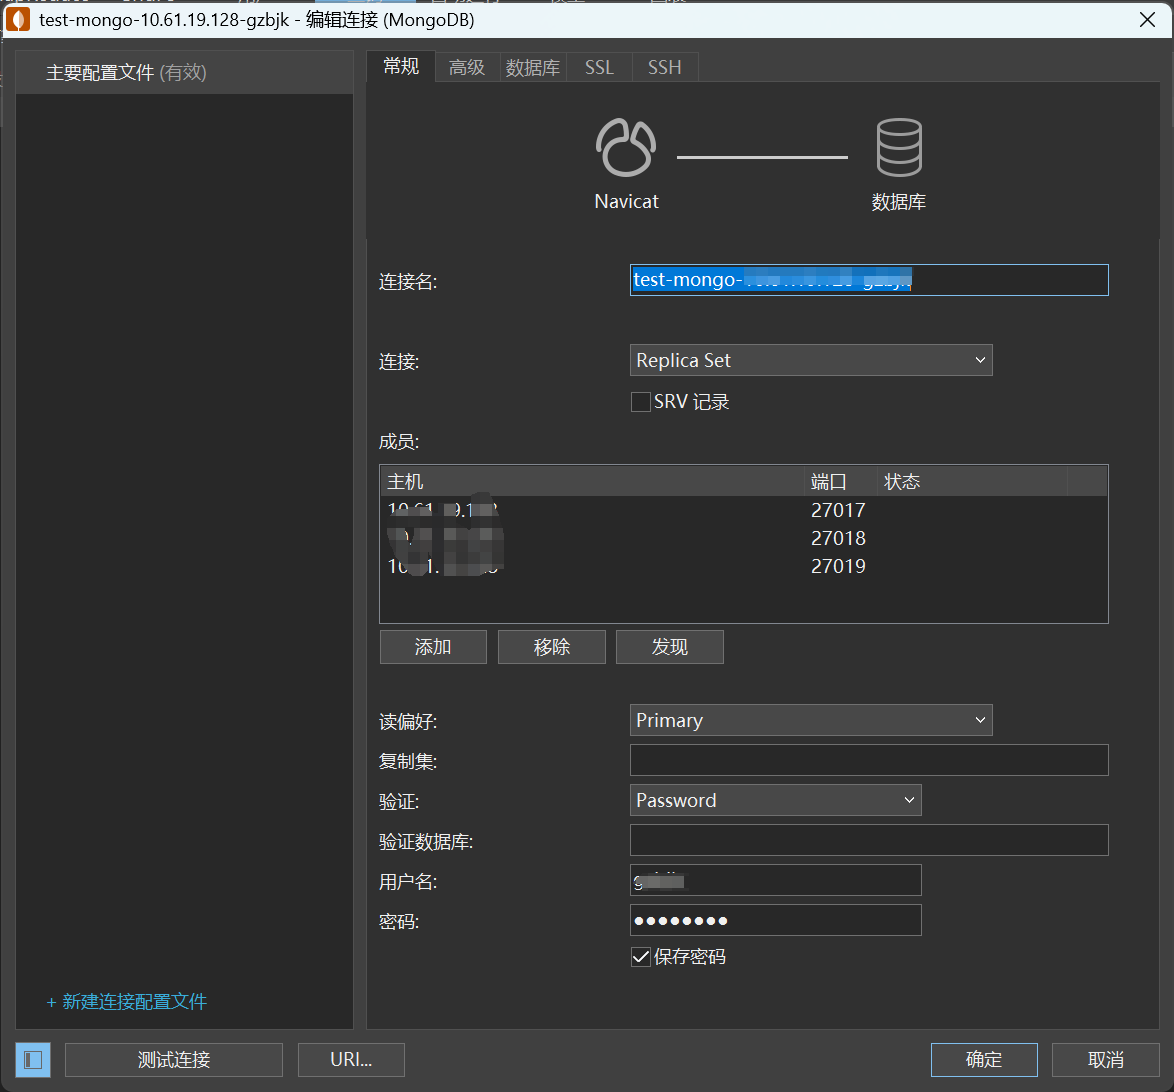 test-mongo-10.61.19.128-gzbjk - 编辑连接 (MongoDB)
主要配置文件 (有效)
常规 高级 数据库 SSL SSH
Navicat 数据库
连接名: test-mongo-
连接: Replica Set
SRV 记录
成员:
主机 端口 状态
27017
27018
27019
添加 移除 发现
读偏好: Primary
复制集:
验证: Password
验证数据库:
用户名:
密码: ●●●●●●●●
保存密码
+ 新建连接配置文件
测试连接 URI... 确定 取消